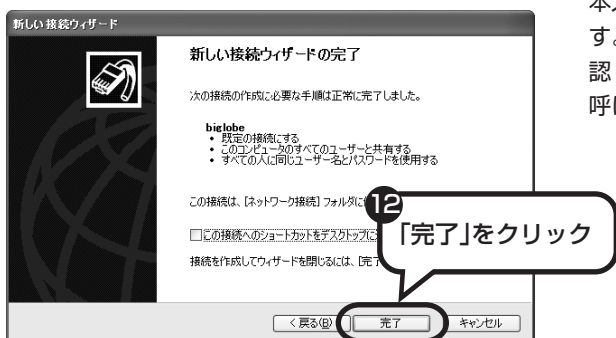 新しい接続ウィザード
新しい接続ウィザードの完了
次の接続の作成に必要な手順は正常に完了しました。
biglobe
• 既定の接続にする
• このコンピュータのすべてのユーザーと共有する
• すべての人に同じユーザー名とパスワードを使用する
この接続は、[ネットワーク接続] フォルダに
この接続へのショートカットをデスクトップに
接続を作成してウィザードを閉じるには、[完了
12
「完了」をクリック
< 戻る(B)
完了
キャンセル
す。
認